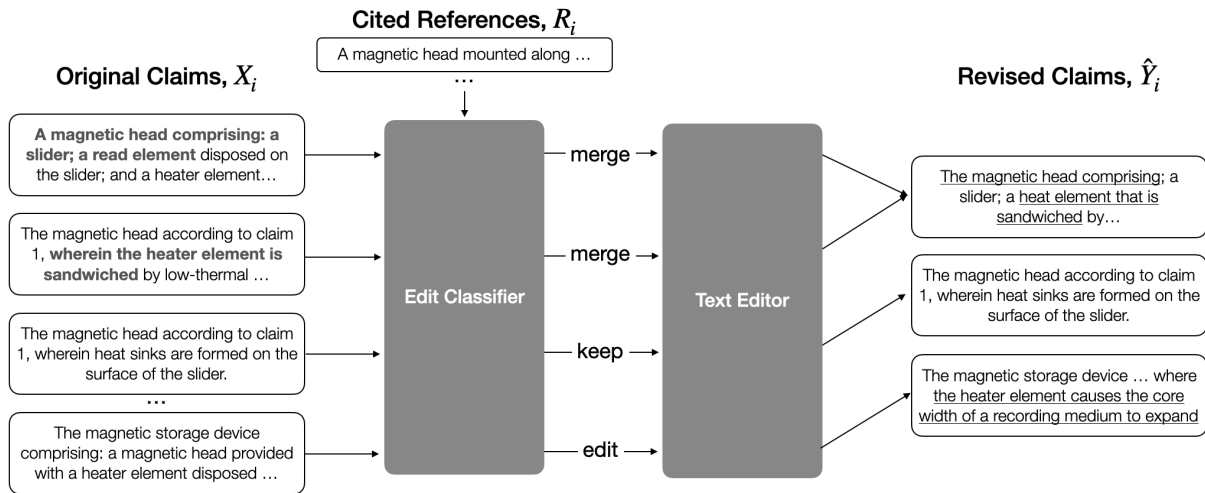 Cited References, R_i
A magnetic head mounted along …
…
Original Claims, X_i
A magnetic head comprising: a
slider; a read element disposed on
the slider; and a heater element…
The magnetic head according to claim
1, wherein the heater element is
sandwiched by low-thermal …
The magnetic head according to claim
1, wherein heat sinks are formed on the
surface of the slider.
…
The magnetic storage device
comprising: a magnetic head provided
with a heater element disposed …
Edit Classifier
merge
merge
keep
edit
Text Editor
Revised Claims, Ŷ_i
The magnetic head comprising; a
slider; a heat element that is
sandwiched by…
The magnetic head according to claim
1, wherein heat sinks are formed on the
surface of the slider.
The magnetic storage device … where
the heater element causes the core
width of a recording medium to expand